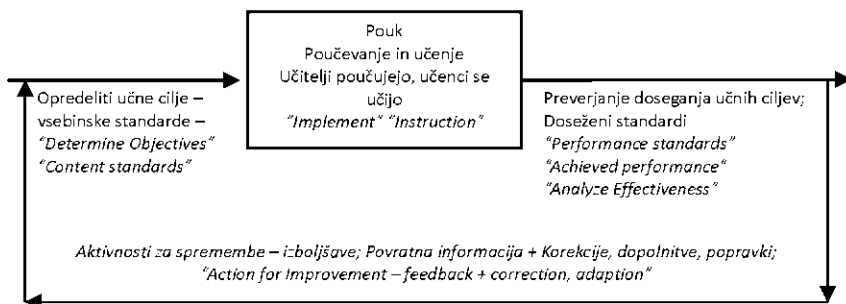 Pouk
Poučevanje in učenje
Učitelji poučujejo, učenci se
učijo
“Implement” “Instruction”
Opredeliti učne cilje –
vsebinske standarde –
“Determine Objectives”
“Content standards”
Preverjanje doseganja učnih ciljev;
Doseženi standardi
“Performance standards”
“Achieved performance“
“Analyze Effectiveness”
Aktivnosti za spremembe – izboljšave; Povratna informacija + Korekcije, dopolnitve, popravki;
“Action for Improvement – feedback + correction, adaption”